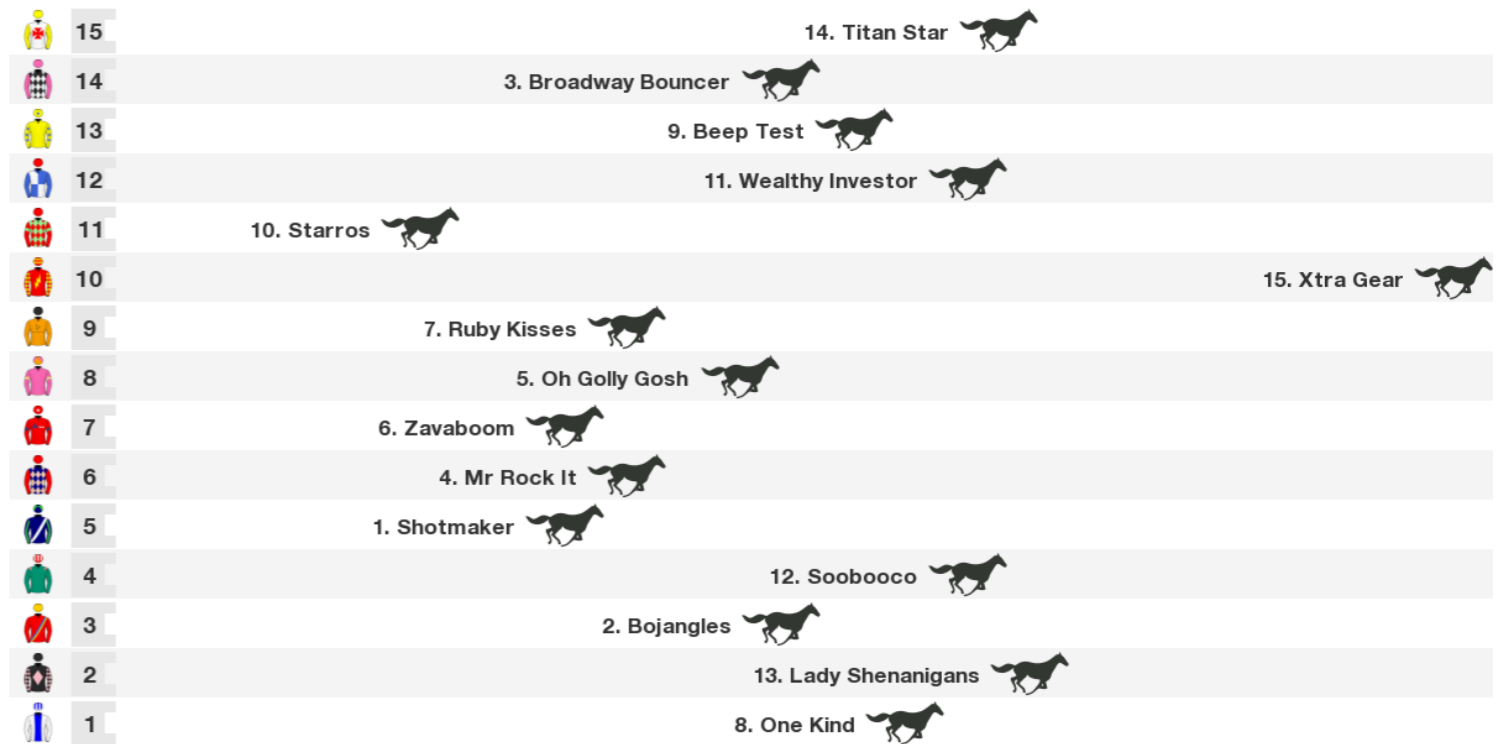 15 14. Titan Star
14 3. Broadway Bouncer
13 9. Beep Test
12 11. Wealthy Investor
11 10. Starros
10 15. Xtra Gear
9 7. Ruby Kisses
8 5. Oh Golly Gosh
7 6. Zavaboom
6 4. Mr Rock It
5 1. Shotmaker
4 12. Soobooco
3 2. Bojangles
2 13. Lady Shenanigans
1 8. One Kind